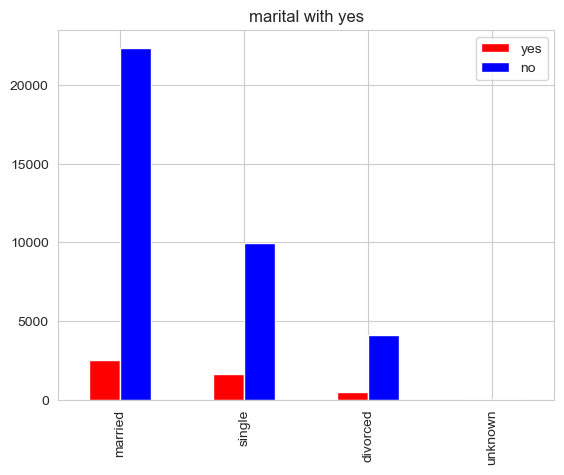 marital with yes
yes
no
20000
15000
10000
5000
0
married
single
divorced
unknown